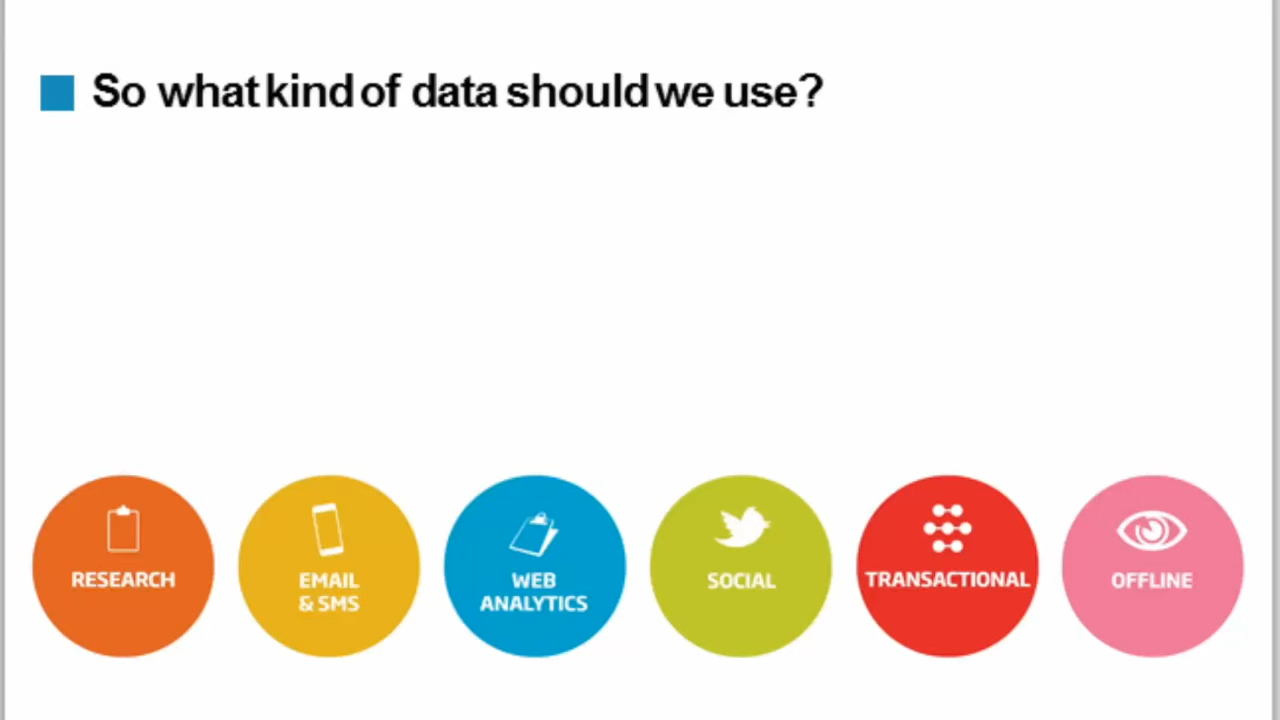 So what kind of data should we use?
RESEARCH
EMAIL
& SMS
WEB
ANALYTICS
SOCIAL
TRANSACTIONAL
OFFLINE